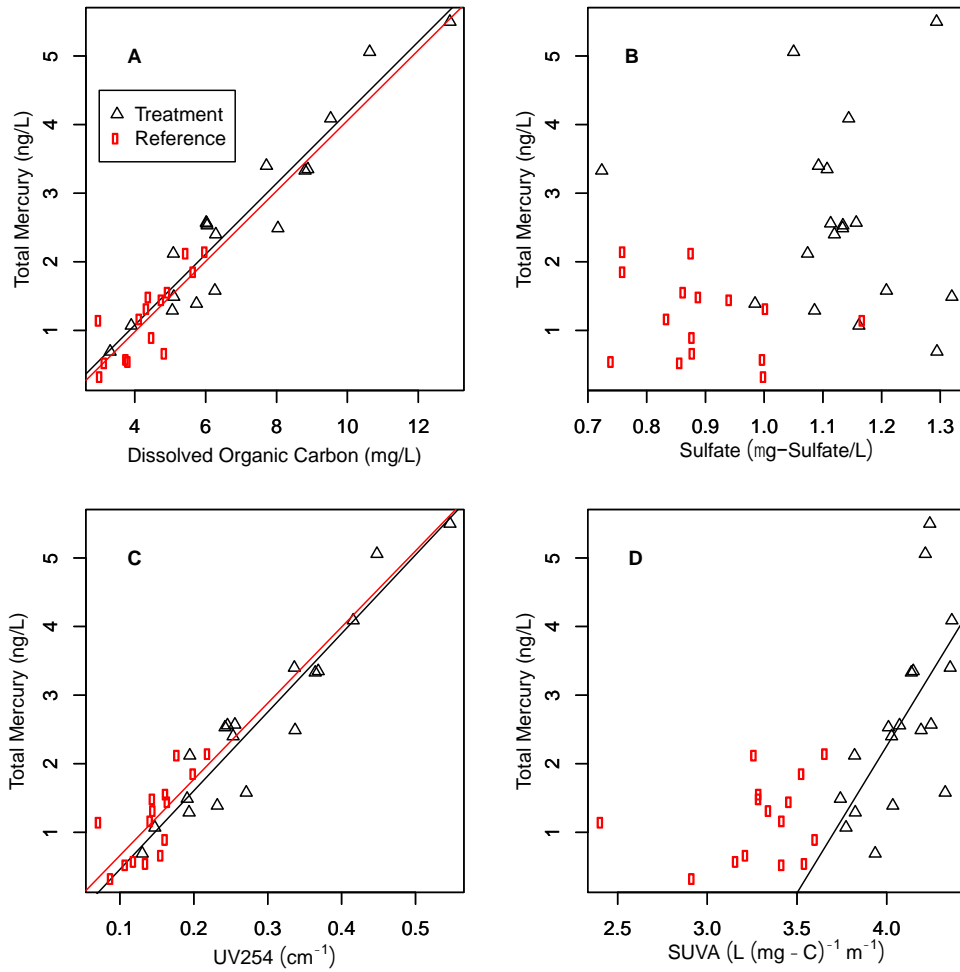 A
Treatment
Reference
Total Mercury (ng/L)
1
2
3
4
5
4
6
8
10
12
Dissolved Organic Carbon (mg/L)
B
Total Mercury (ng/L)
1
2
3
4
5
0.7
0.8
0.9
1.0
1.1
1.2
1.3
Sulfate (mg−Sulfate/L)
C
Total Mercury (ng/L)
1
2
3
4
5
0.1
0.2
0.3
0.4
0.5
UV254 (cm⁻¹)
D
Total Mercury (ng/L)
1
2
3
4
5
2.5
3.0
3.5
4.0
SUVA (L (mg - C)⁻¹ m⁻¹)